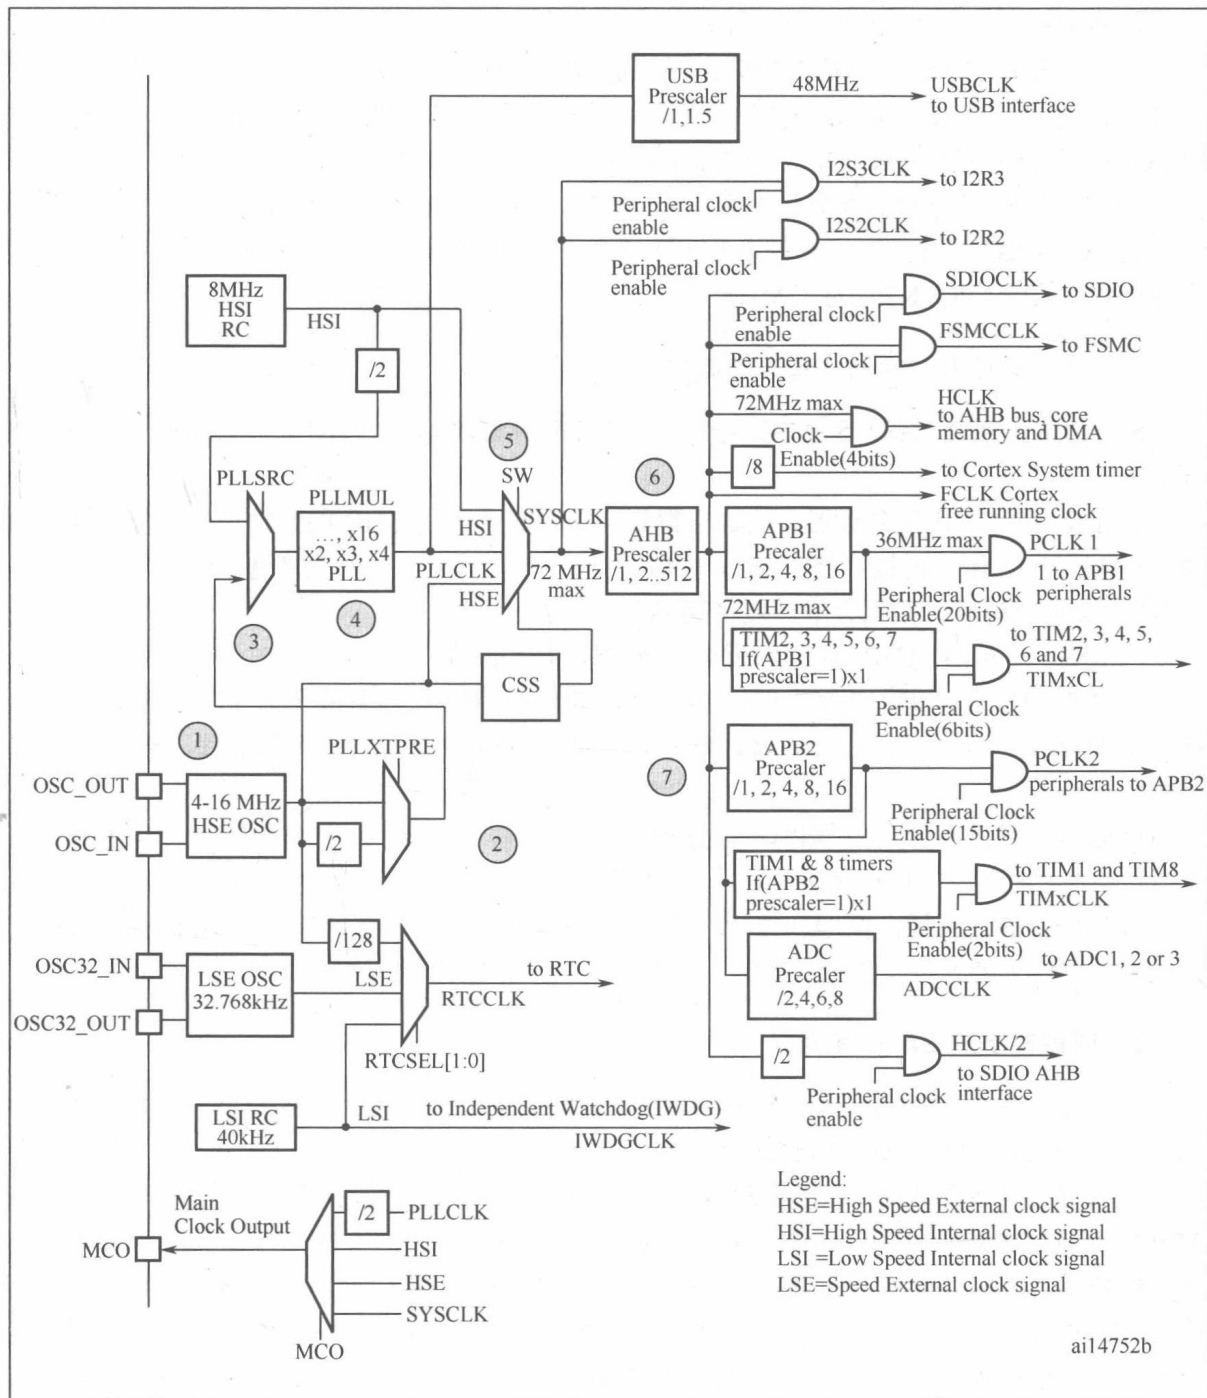 USB
Prescaler
/1,1.5
48MHz
USBCLK
to USB interface
I2S3CLK
to I2R3
Peripheral clock
enable
I2S2CLK
to I2R2
Peripheral clock
enable
8MHz
HSI
RC
HSI
/2
SDIOCLK
to SDIO
Peripheral clock
enable
FSMCCLK
to FSMC
Peripheral clock
enable
72MHz max
HCLK
to AHB bus, core
memory and DMA
Clock
Enable(4bits)
/8
to Cortex System timer
FCLK Cortex
free running clock
5
SW
6
PLLSRC
PLLMUL
..., x16
x2, x3, x4
PLL
HSI
SYSCLK
PLLCLK
HSE
72 MHz
max
AHB
Prescaler
/1, 2..512
3
4
APB1
Precaler
/1, 2, 4, 8, 16
36MHz max
PCLK 1
1 to APB1
peripherals
Peripheral Clock
Enable(20bits)
72MHz max
TIM2, 3, 4, 5, 6, 7
If(APB1
prescaler=1)x1
to TIM2, 3, 4, 5,
6 and 7
TIMxCL
Peripheral Clock
Enable(6bits)
CSS
1
PLLXTPRE
OSC_OUT
OSC_IN
4-16 MHz
HSE OSC
/2
2
7
APB2
Precaler
/1, 2, 4, 8, 16
PCLK2
peripherals to APB2
Peripheral Clock
Enable(15bits)
TIM1 & 8 timers
If(APB2
prescaler=1)x1
to TIM1 and TIM8
TIMxCLK
Peripheral Clock
Enable(2bits)
/128
OSC32_IN
OSC32_OUT
LSE OSC
32.768kHz
LSE
to RTC
RTCCLK
RTCSEL[1:0]
ADC
Precaler
/2,4,6,8
to ADC1, 2 or 3
ADCCLK
/2
HCLK/2
to SDIO AHB
interface
Peripheral clock
enable
LSI RC
40kHz
LSI
to Independent Watchdog(IWDG)
IWDGCLK
Main
Clock Output
MCO
/2
PLLCLK
HSI
HSE
SYSCLK
MCO
Legend:
HSE=High Speed External clock signal
HSI=High Speed Internal clock signal
LSI =Low Speed Internal clock signal
LSE=Speed External clock signal
ai14752b